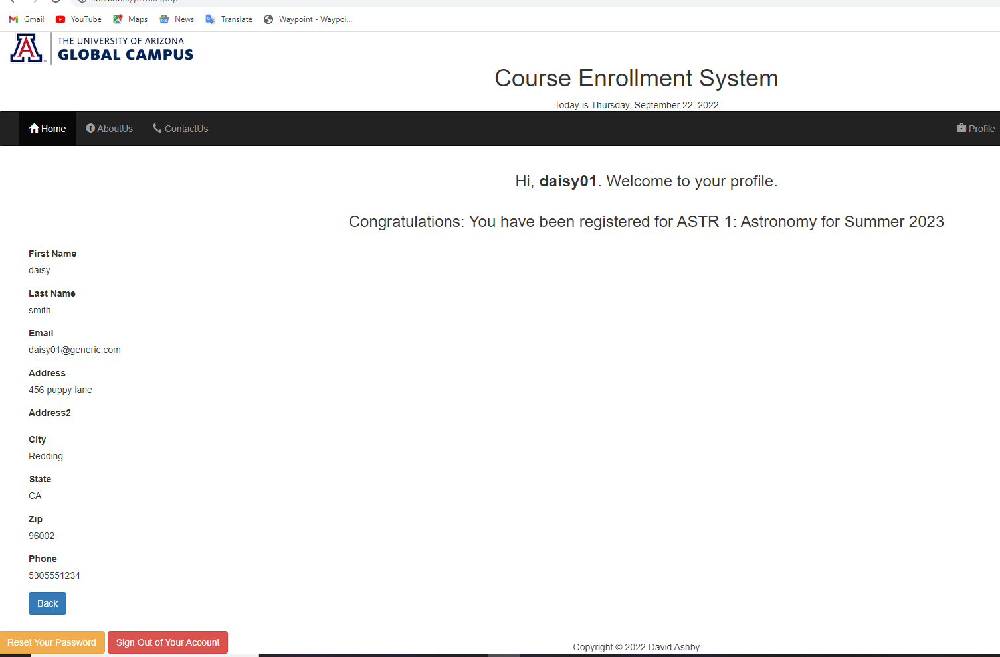 localhost/profile.php
Gmail YouTube Maps News Translate Waypoint - Waypoi...
THE UNIVERSITY OF ARIZONA
GLOBAL CAMPUS
Course Enrollment System
Today is Thursday, September 22, 2022
Home AboutUs ContactUs Profile
Hi, daisy01. Welcome to your profile.
Congratulations: You have been registered for ASTR 1: Astronomy for Summer 2023
First Name
daisy
Last Name
smith
Email
daisy01@generic.com
Address
456 puppy lane
Address2
City
Redding
State
CA
Zip
96002
Phone
5305551234
Back
Reset Your Password Sign Out of Your Account
Copyright © 2022 David Ashby